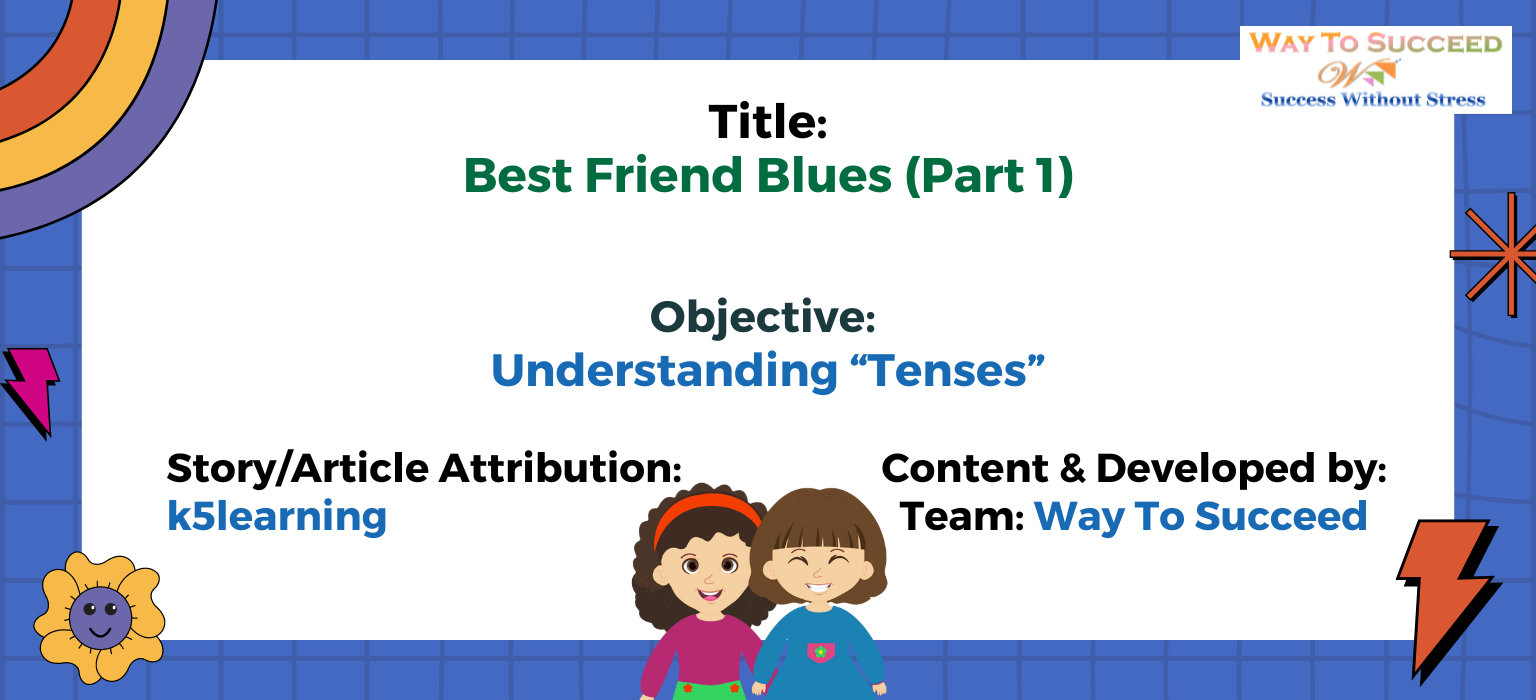 WAY TO SUCCEED
W
Success Without Stress
Title:
Best Friend Blues (Part 1)
Objective:
Understanding “Tenses”
Story/Article Attribution:
k5learning
Content & Developed by:
Team: Way To Succeed